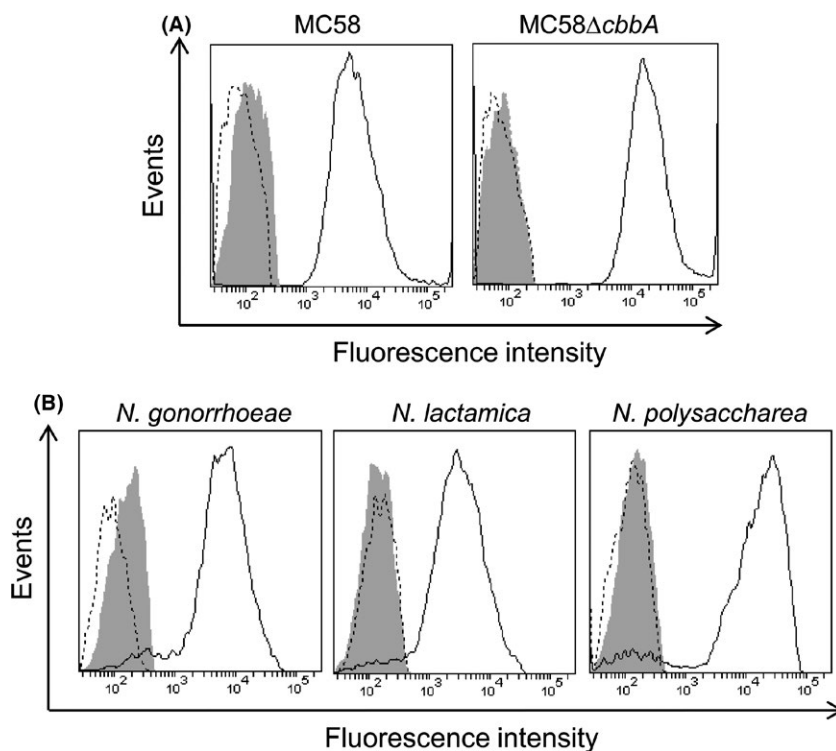 (A)
MC58 MC58ΔcbbA
Events
10² 10³ 10⁴ 10⁵ 10² 10³ 10⁴ 10⁵
Fluorescence intensity
(B)
N. gonorrhoeae N. lactamica N. polysaccharea
Events
10² 10³ 10⁴ 10⁵ 10² 10³ 10⁴ 10⁵ 10² 10³ 10⁴ 10⁵
Fluorescence intensity